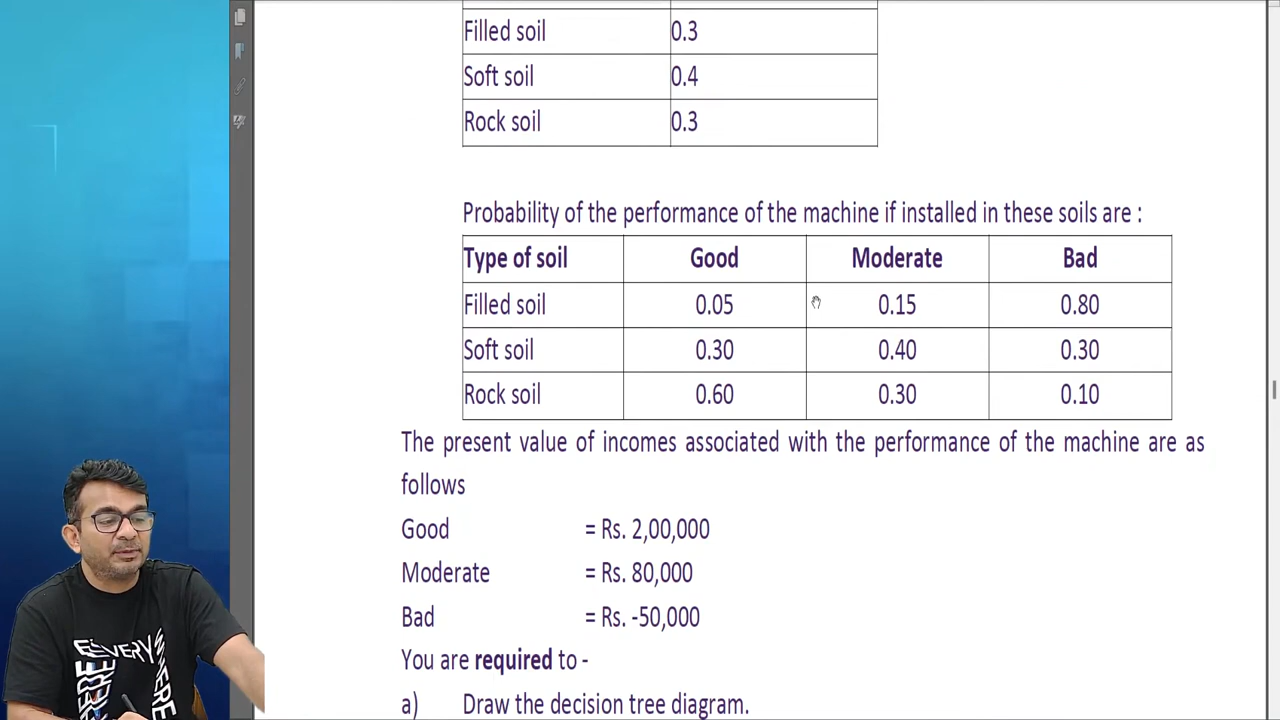 Filled soil 0.3
Soft soil 0.4
Rock soil 0.3
Probability of the performance of the machine if installed in these soils are :
Type of soil Good Moderate Bad
Filled soil 0.05 0.15 0.80
Soft soil 0.30 0.40 0.30
Rock soil 0.60 0.30 0.10
The present value of incomes associated with the performance of the machine are as
follows
Good = Rs. 2,00,000
Moderate = Rs. 80,000
Bad = Rs. -50,000
You are required to -
a) Draw the decision tree diagram.
EVERY
WHERE